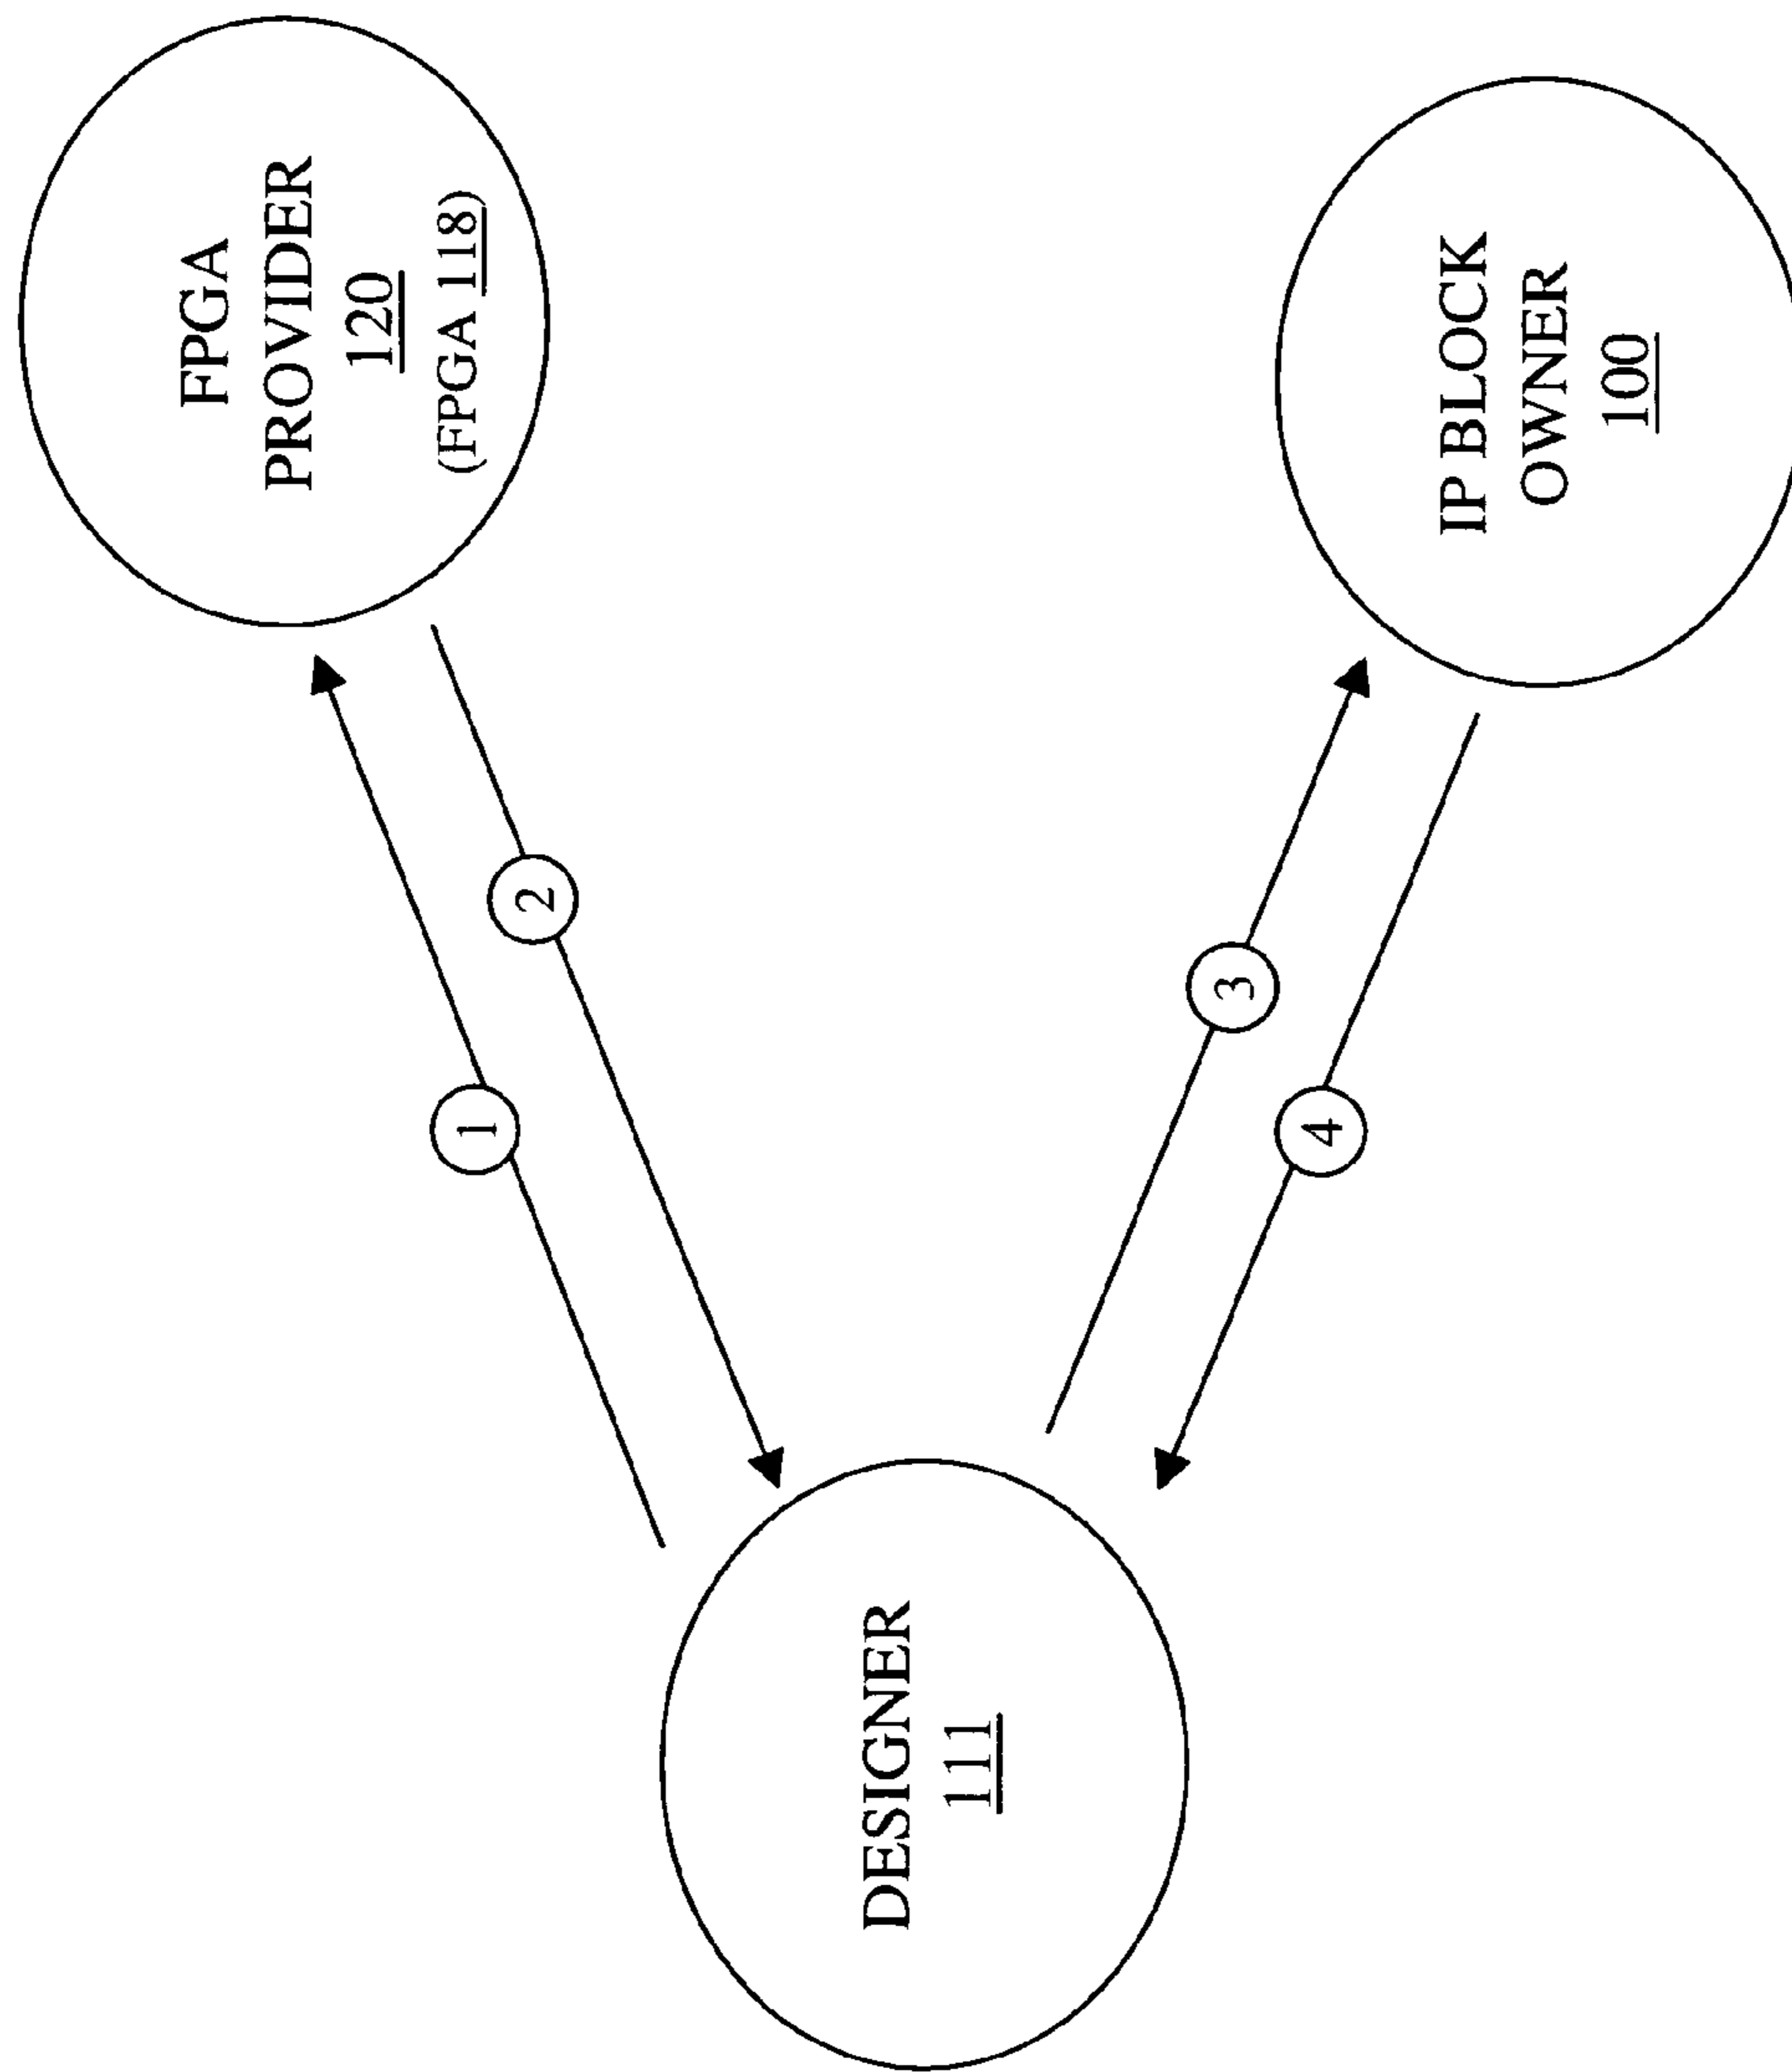 FPGA
PROVIDER
120
(FPGA 118)
1
2
DESIGNER
111
3
4
IP BLOCK
OWNER
100